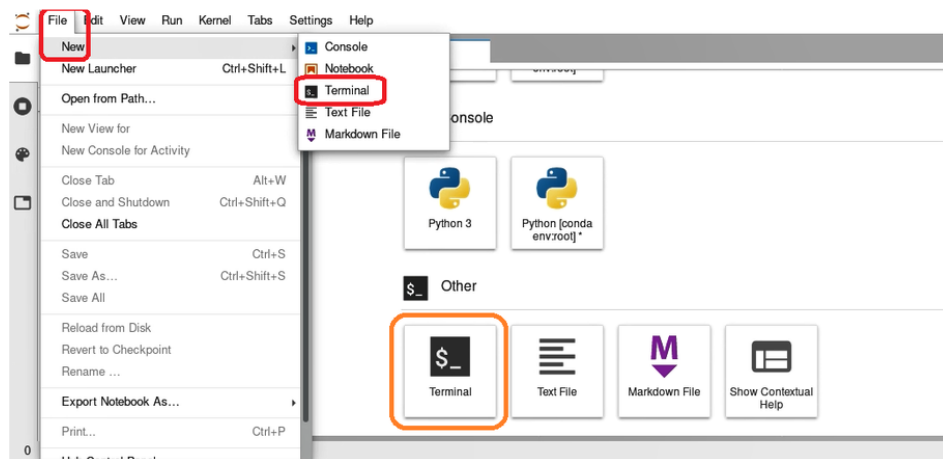 File Edit View Run Kernel Tabs Settings Help
New
New Launcher Ctrl+Shift+L
Open from Path...
New View for
New Console for Activity
Close Tab Alt+W
Close and Shutdown Ctrl+Shift+Q
Close All Tabs
Save Ctrl+S
Save As... Ctrl+Shift+S
Save All
Reload from Disk
Revert to Checkpoint
Rename ...
Export Notebook As...
Print... Ctrl+P
0
Console
Notebook
$_ Terminal
Text File
M Markdown File
onsole
Python 3
Python [conda
env:root] *
$_ Other
$_
Terminal
Text File
M
Markdown File
Show Contextual
Help